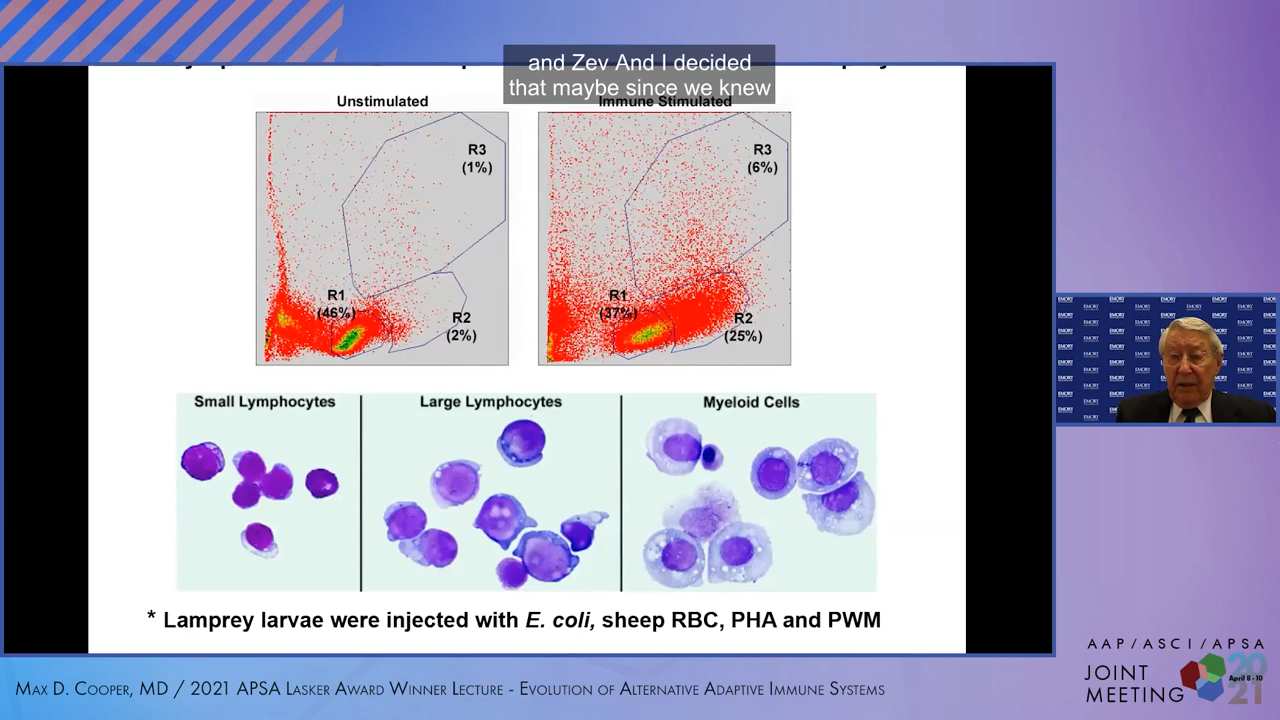 and Zev And I decided
that maybe since we knew
Unstimulated
Immune Stimulated
R3
(1%)
R1
(46%)
R2
(2%)
R3
(6%)
R1
(37%)
R2
(25%)
Small Lymphocytes
Large Lymphocytes
Myeloid Cells
* Lamprey larvae were injected with E. coli, sheep RBC, PHA and PWM
EMORY
AAP/ASCI/APSA
JOINT
MEETING
2021
April 8-10
Max D. Cooper, MD / 2021 APSA Lasker Award Winner Lecture - Evolution of Alternative Adaptive Immune Systems